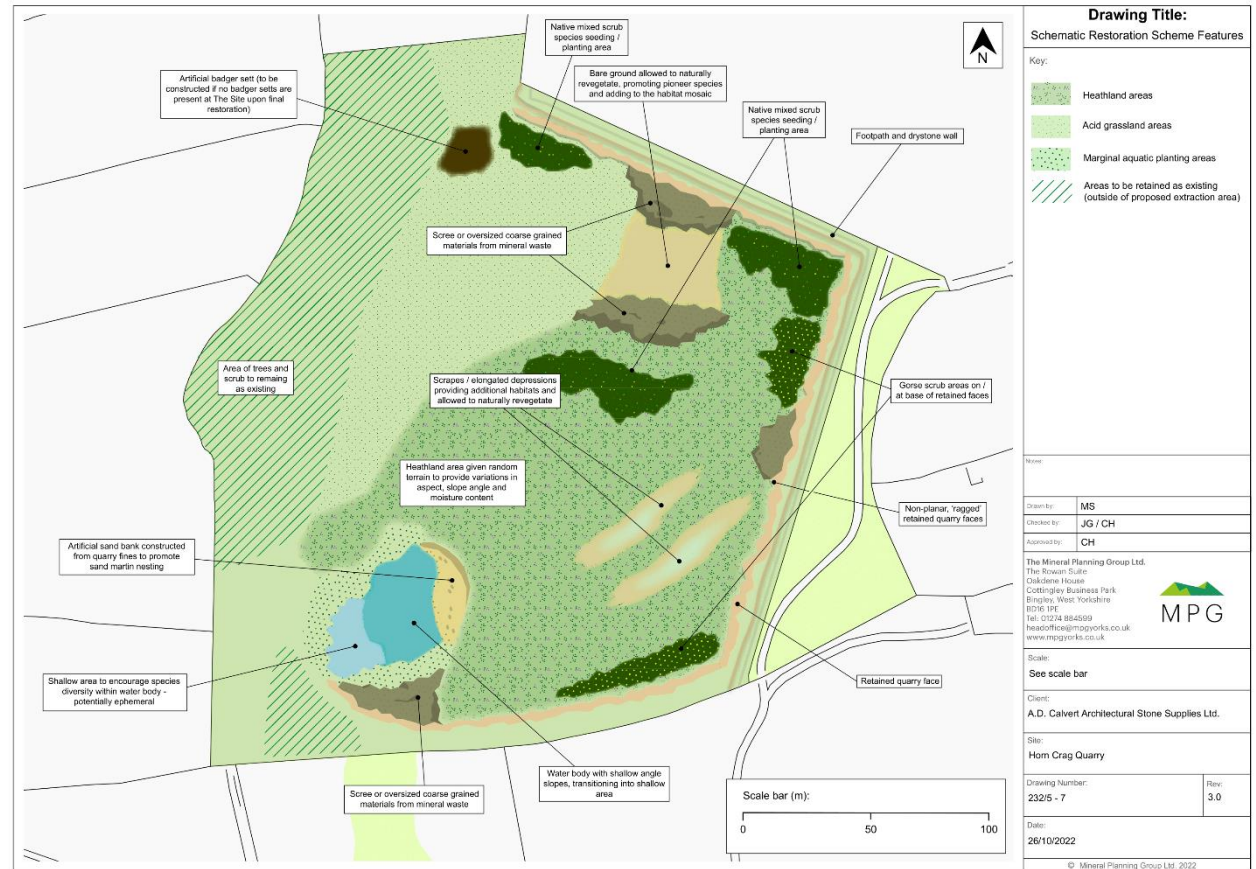 Native mixed scrub
species seeding /
planting area
Artificial badger sett (to be
constructed if no badger setts are
present at The Site upon final
restoration)
Bare ground allowed to naturally
revegetate, promoting pioneer species
and adding to the habitat mosaic
Native mixed scrub
species seeding /
planting area
N
Footpath and drystone wall
Scree or oversized coarse grained
materials from mineral waste
Area of trees and
scrub to remaing
as existing
Scrapes / elongated depressions
providing additional habitats and
allowed to naturally revegetate
Gorse scrub areas on /
at base of retained faces
Heathland area given random
terrain to provide variations in
aspect, slope angle and
moisture content
Non-planar, 'ragged'
retained quarry faces
Artificial sand bank constructed
from quarry fines to promote
sand martin nesting
Shallow area to encourage species
diversity within water body -
potentially ephemeral
Retained quarry face
Water body with shallow angle
slopes, transitioning into shallow
area
Scree or oversized coarse grained
materials from mineral waste
Scale bar (m):
0 50 100
Drawing Title:
Schematic Restoration Scheme Features
Key:
Heathland areas
Acid grassland areas
Marginal aquatic planting areas
Areas to be retained as existing
(outside of proposed extraction area)
Notes:
Drawn by: MS
Checked by: JG / CH
Approved by: CH
The Mineral Planning Group Ltd.
The Rowan Suite
Oakdene House
Cottingley Business Park
Bingley, West Yorkshire
BD16 1PE
Tel: 01274 884599
headoffice@mpgyorks.co.uk
www.mpgyorks.co.uk
MPG
Scale:
See scale bar
Client:
A.D. Calvert Architectural Stone Supplies Ltd.
Site:
Horn Crag Quarry
Drawing Number: Rev:
232/5 - 7 3.0
Date:
26/10/2022
© Mineral Planning Group Ltd. 2022